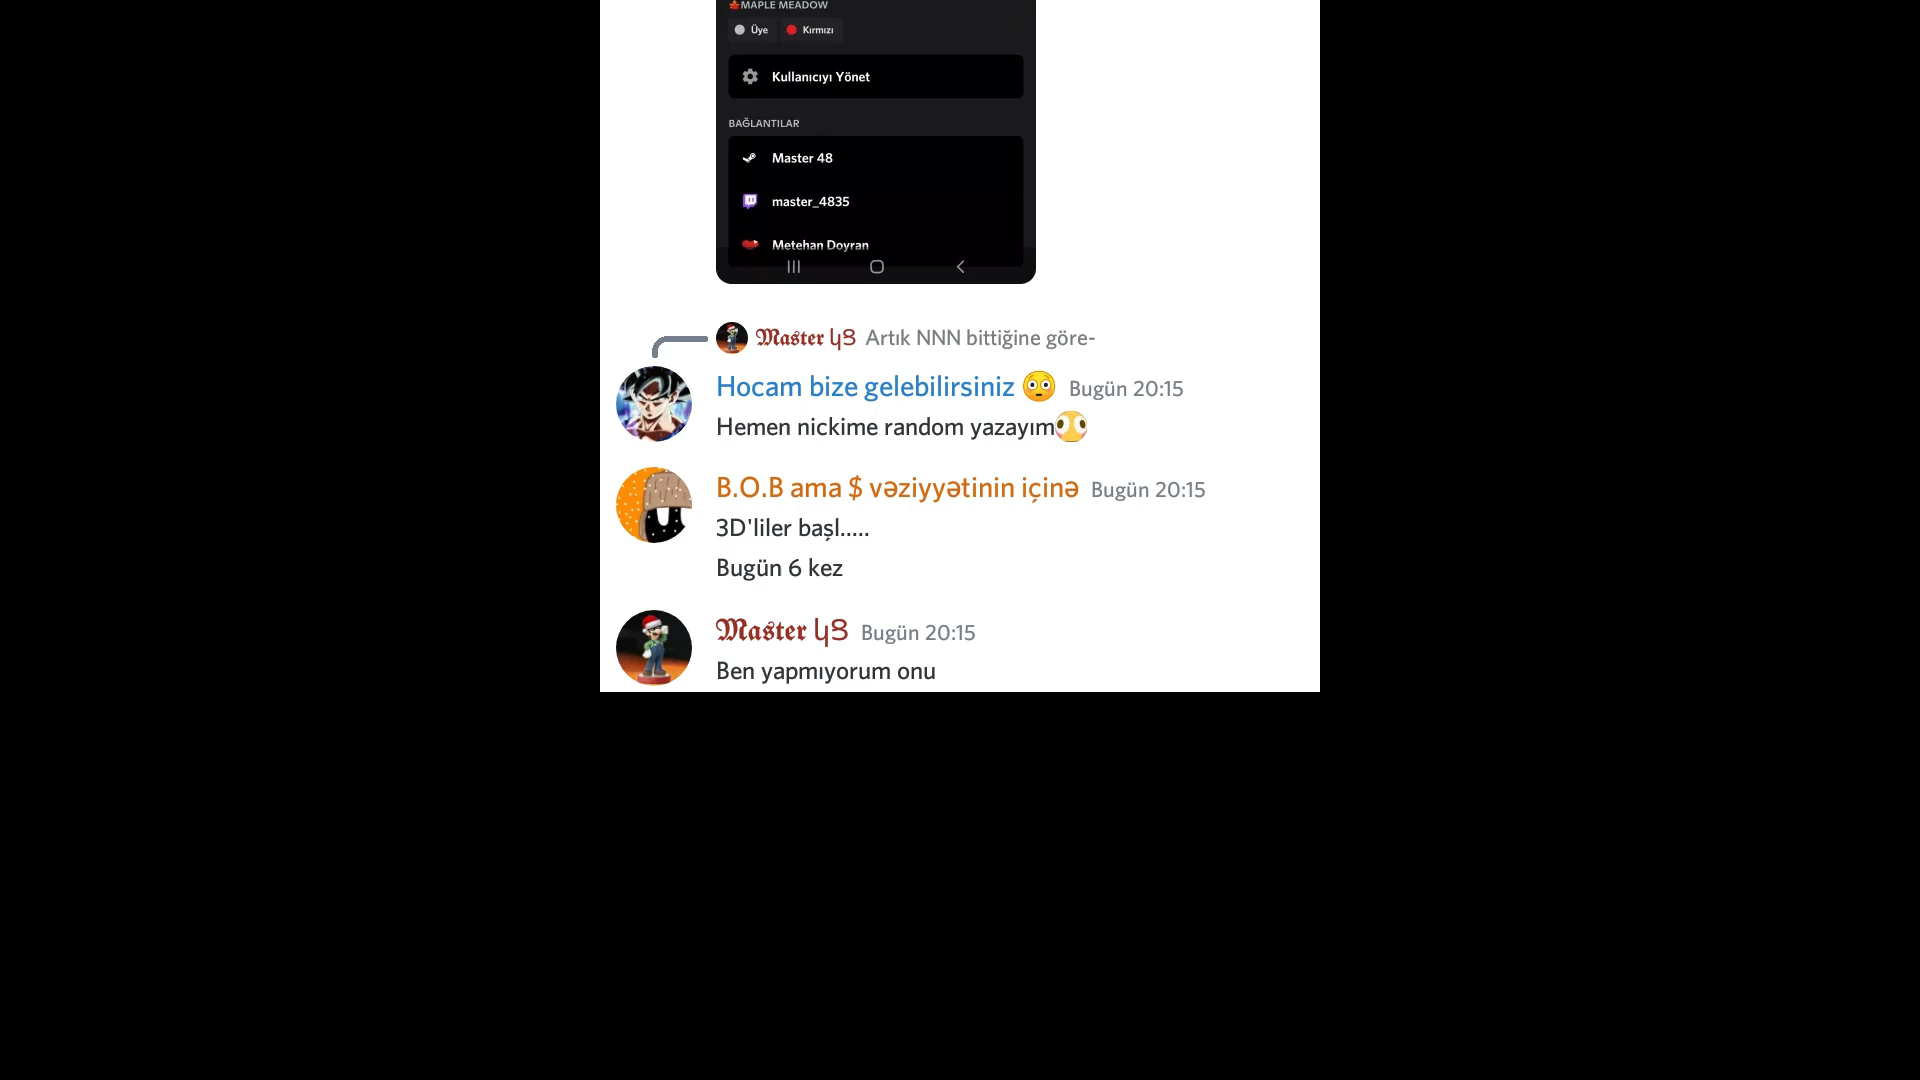 🍁MAPLE MEADOW
Üye Kırmızı
Kullanıcıyı Yönet
BAĞLANTILAR
Master 48
master_4835
Metehan Doyran
𝕸𝖆𝖘𝖙𝖊𝖗 կՑ Artık NNN bittiğine göre-
Hocam bize gelebilirsiniz 😳 Bugün 20:15
Hemen nickime random yazayım
B.O.B ama $ vəziyyətinin içinə Bugün 20:15
3D'liler başl.....
Bugün 6 kez
𝕸𝖆𝖘𝖙𝖊𝖗 կՑ Bugün 20:15
Ben yapmıyorum onu